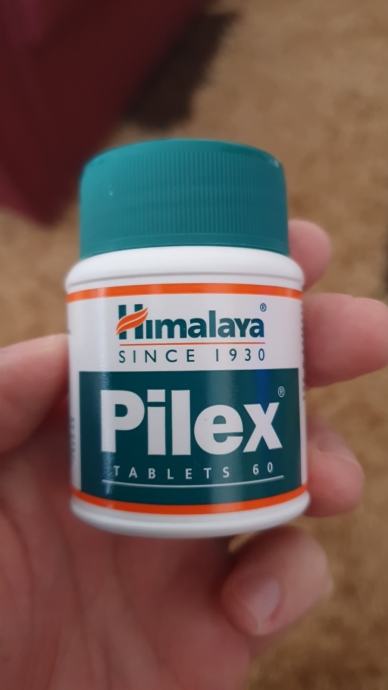 Himalaya®
SINCE 1930
Pilex®
TABLETS 60